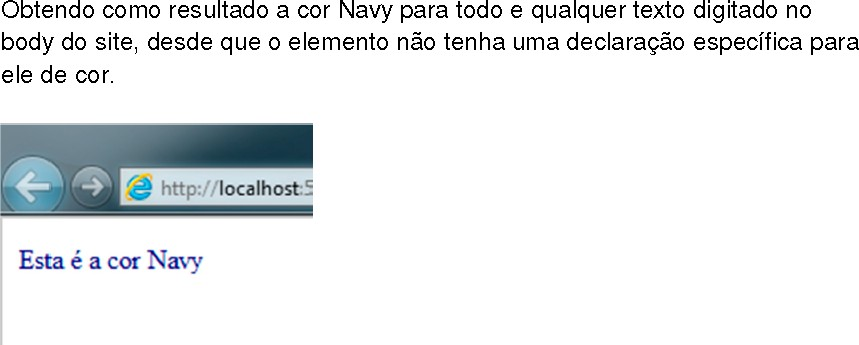 Obtendo como resultado a cor Navy para todo e qualquer texto digitado no
body do site, desde que o elemento não tenha uma declaração específica para
ele de cor.
http://localhost:5
Esta é a cor Navy